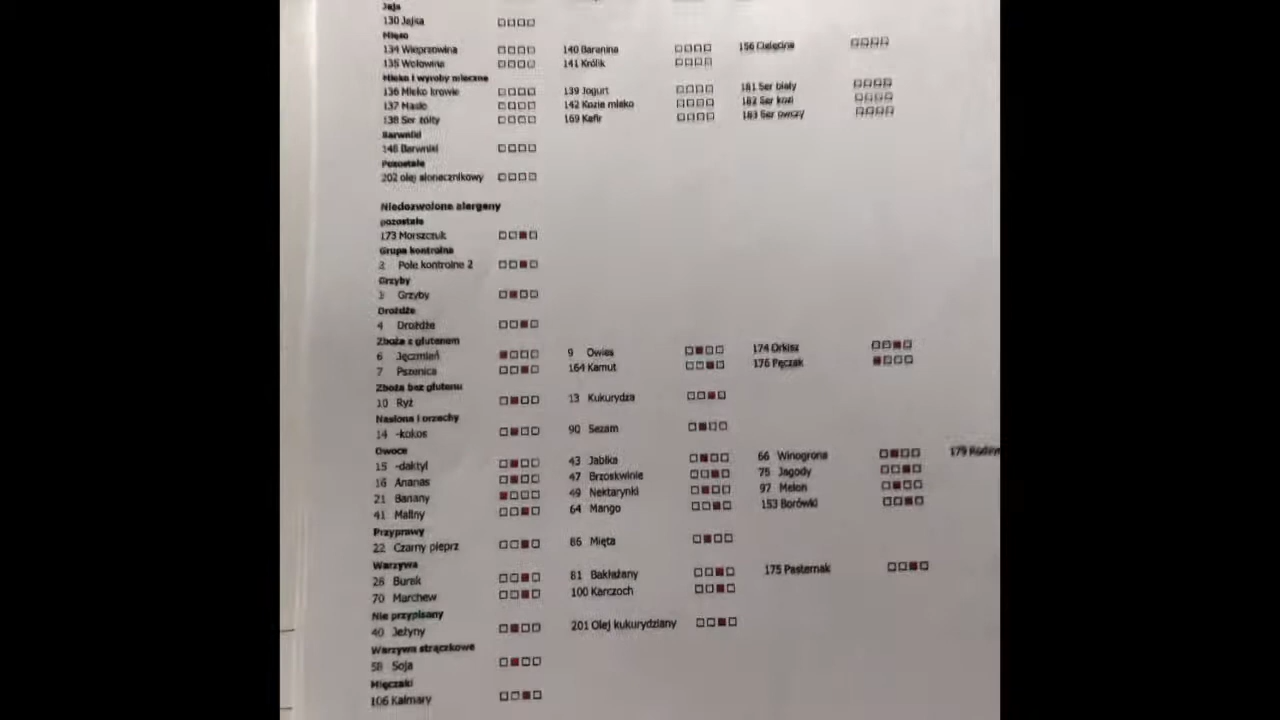 Jaja
130 Jajka
Mięso
134 Wieprzowina 140 Baranina 156 Cielęcina
135 Wołowina 141 Królik
Mleko i wyroby mleczne
136 Mleko krowie 139 Jogurt 181 Ser biały
137 Masło 142 Kozie mleko 182 Ser kozi
138 Ser żółty 169 Kefir 183 Ser owczy
Barwniki
148 Barwniki
Pozostałe
202 olej słonecznikowy
Niedozwolone alergeny
pozostałe
173 Morszczuk
Grupa kontrolna
2 Pole kontrolne 2
Grzyby
3 Grzyby
Drożdże
4 Drożdże
Zboża z glutenem
6 Jęczmień 9 Owies 174 Orkisz
7 Pszenica 164 Kamut 176 Pęczak
Zboża bez glutenu
10 Ryż 13 Kukurydza
Nasiona i orzechy
14 -kokos 90 Sezam
Owoce
15 -daktyl 43 Jabłka 66 Winogrona 179
16 Ananas 47 Brzoskwinie 75 Jagody
21 Banany 49 Nektarynki 97 Melon
41 Maliny 64 Mango 153 Borówki
Przyprawy
22 Czarny pieprz 86 Mięta
Warzywa
28 Burak 81 Bakłażany 175 Pasternak
70 Marchew 100 Karczoch
Nie przypisany
40 Jeżyny 201 Olej kukurydziany
Warzywa strączkowe
58 Soja
Mięczaki
106 Kalmary